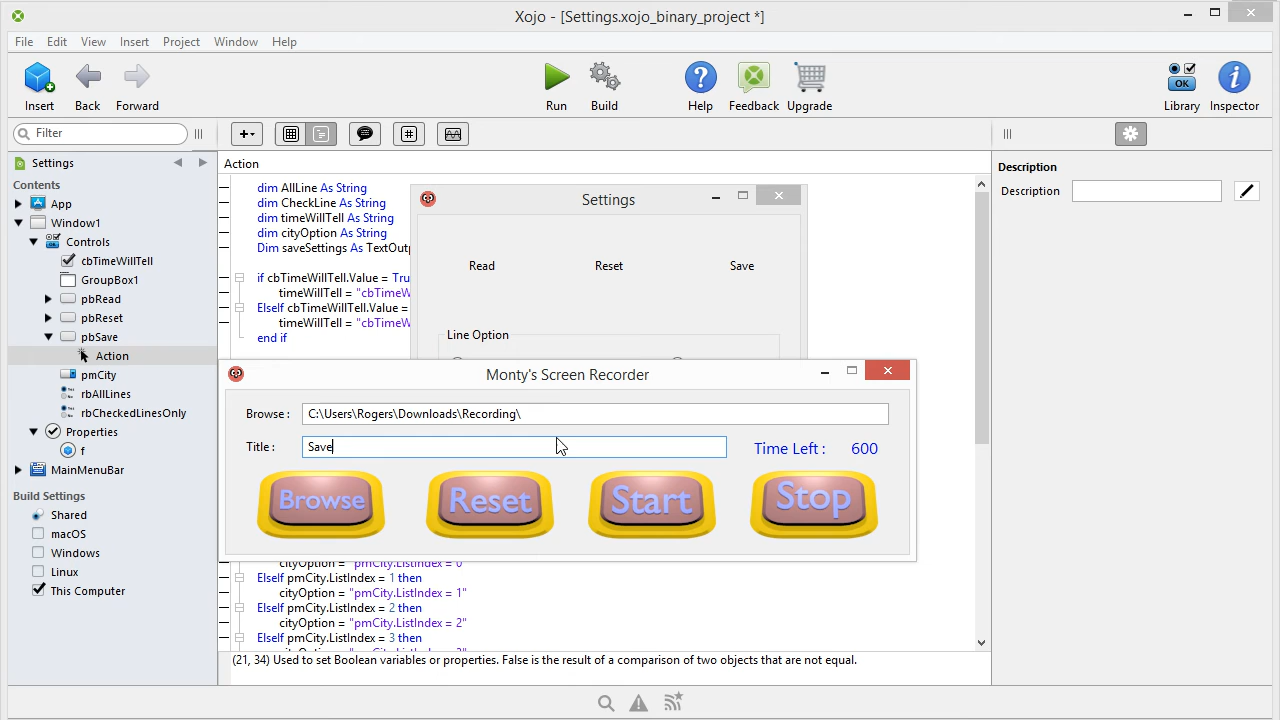 Xojo - [Settings.xojo_binary_project *]
File Edit View Insert Project Window Help
Insert Back Forward Run Build Help Feedback Upgrade OK Library Inspector
Filter
Settings
Contents
App
Window1
Controls
cbTimeWillTell
GroupBox1
pbRead
pbReset
pbSave
Action
pmCity
rbAllLines
rbCheckedLinesOnly
Properties
f
MainMenuBar
Build Settings
Shared
macOS
Windows
Linux
This Computer
Action
dim AllLine As String
dim CheckLine As String
dim timeWillTell As String
dim cityOption As String
Dim saveSettings As TextOutp
if cbTimeWillTell.Value = Tru
timeWillTell = "cbTimeW
ElseIf cbTimeWillTell.Value =
timeWillTell = "cbTimeW
end if
Settings
Read Reset Save
Line Option
Monty's Screen Recorder
Browse : C:\Users\Rogers\Downloads\Recording\
Title : Save
Time Left : 600
Browse Reset Start Stop
cityOption = "pmCity.ListIndex = 0"
ElseIf pmCity.ListIndex = 1 then
cityOption = "pmCity.ListIndex = 1"
ElseIf pmCity.ListIndex = 2 then
cityOption = "pmCity.ListIndex = 2"
ElseIf pmCity.ListIndex = 3 then
cityOption = "pmCity.ListIndex = 3"
(21, 34) Used to set Boolean variables or properties. False is the result of a comparison of two objects that are not equal.
Description
Description